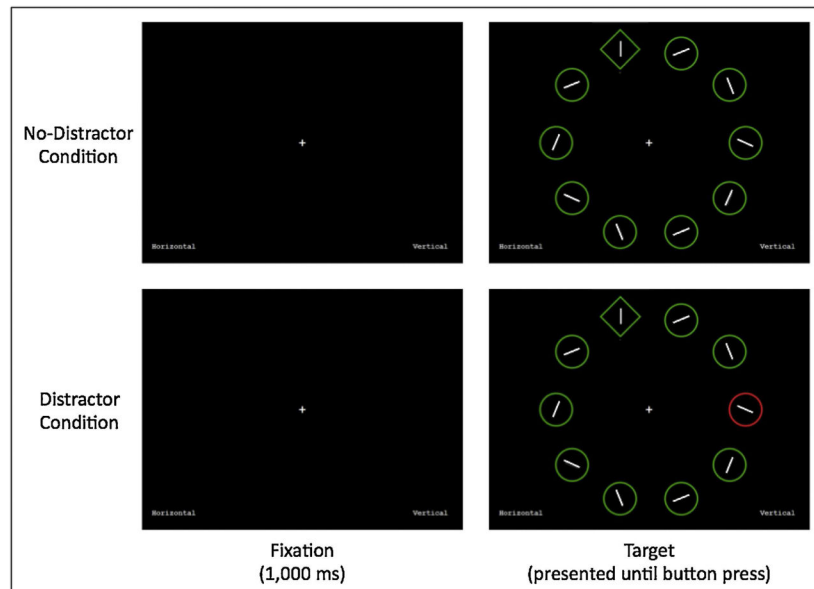 No-Distractor
Condition
Horizontal
Vertical
Horizontal
Vertical
Distractor
Condition
Horizontal
Vertical
Horizontal
Vertical
Fixation
(1,000 ms)
Target
(presented until button press)